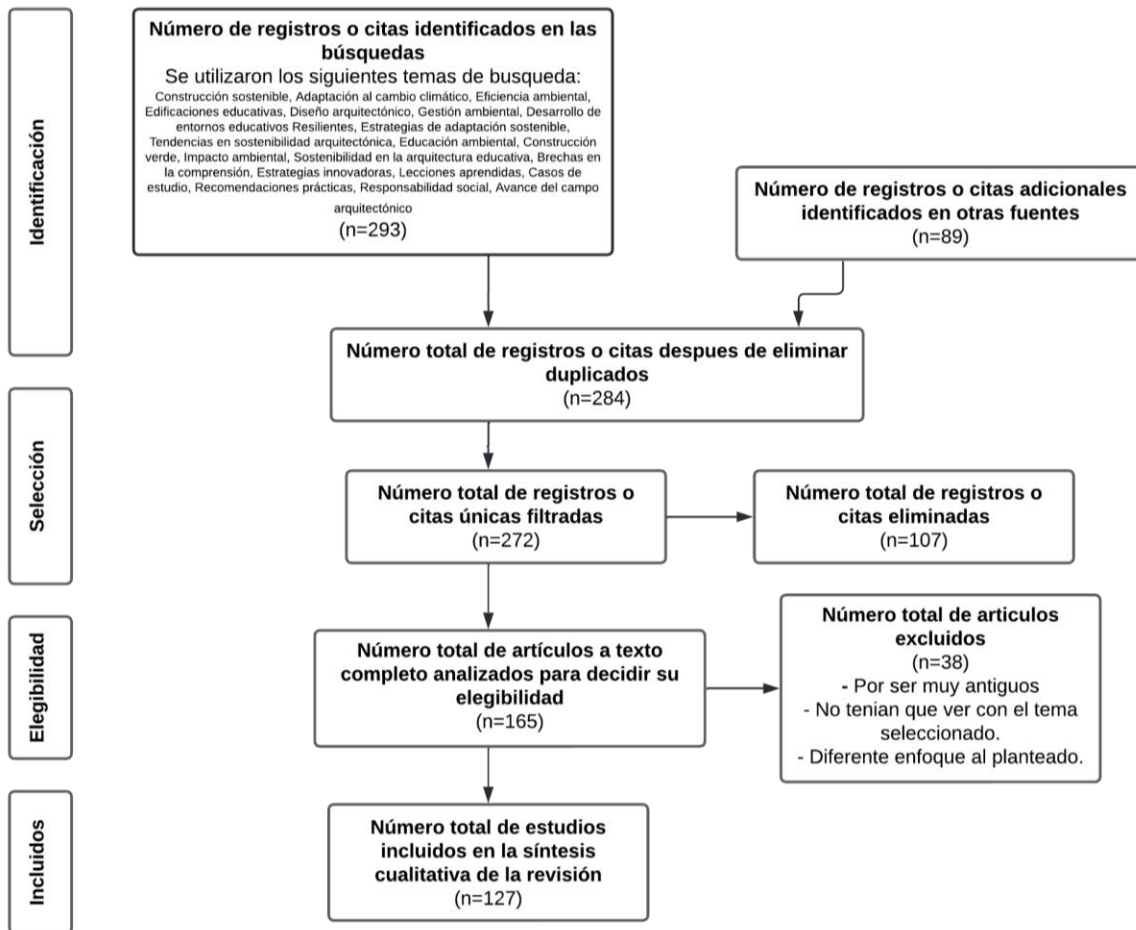 Identificación
Número de registros o citas identificados en las
búsquedas
Se utilizaron los siguientes temas de busqueda:
Construcción sostenible, Adaptación al cambio climático, Eficiencia ambiental,
Edificaciones educativas, Diseño arquitectónico, Gestión ambiental, Desarrollo de
entornos educativos Resilientes, Estrategias de adaptación sostenible,
Tendencias en sostenibilidad arquitectónica, Educación ambiental, Construcción
verde, Impacto ambiental, Sostenibilidad en la arquitectura educativa, Brechas en
la comprensión, Estrategias innovadoras, Lecciones aprendidas, Casos de
estudio, Recomendaciones prácticas, Responsabilidad social, Avance del campo
arquitectónico
(n=293)
Número de registros o citas adicionales
identificados en otras fuentes
(n=89)
Número total de registros o citas despues de eliminar
duplicados
(n=284)
Selección
Número total de registros o
citas únicas filtradas
(n=272)
Número total de registros o
citas eliminadas
(n=107)
Elegibilidad
Número total de artículos a texto
completo analizados para decidir su
elegibilidad
(n=165)
Número total de articulos
excluidos
(n=38)
- Por ser muy antiguos
- No tenian que ver con el tema
seleccionado.
- Diferente enfoque al planteado.
Incluidos
Número total de estudios
incluidos en la síntesis
cualitativa de la revisión
(n=127)